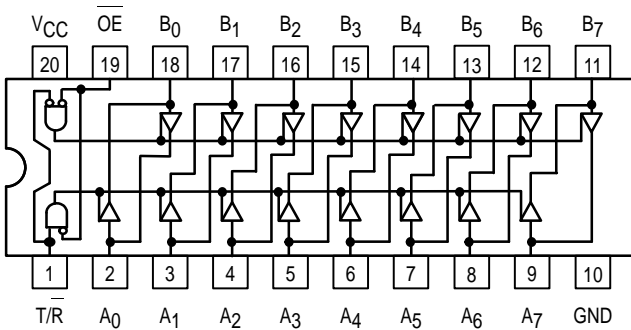 VCC OE B0 B1 B2 B3 B4 B5 B6 B7
20 19 18 17 16 15 14 13 12 11
1 2 3 4 5 6 7 8 9 10
T/R A0 A1 A2 A3 A4 A5 A6 A7 GND